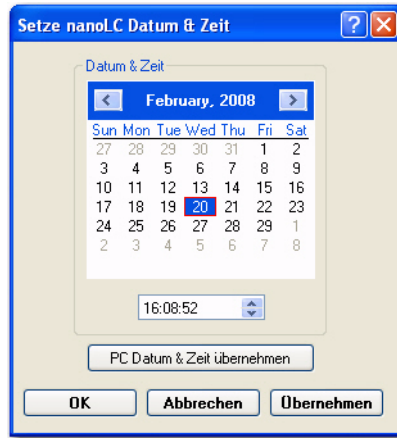 Setze nanoLC Datum & Zeit
Datum & Zeit
February, 2008
Sun Mon Tue Wed Thu Fri Sat
27 28 29 30 31 1 2
3 4 5 6 7 8 9
10 11 12 13 14 15 16
17 18 19 20 21 22 23
24 25 26 27 28 29 1
2 3 4 5 6 7 8
16:08:52
PC Datum & Zeit übernehmen
OK Abbrechen Übernehmen